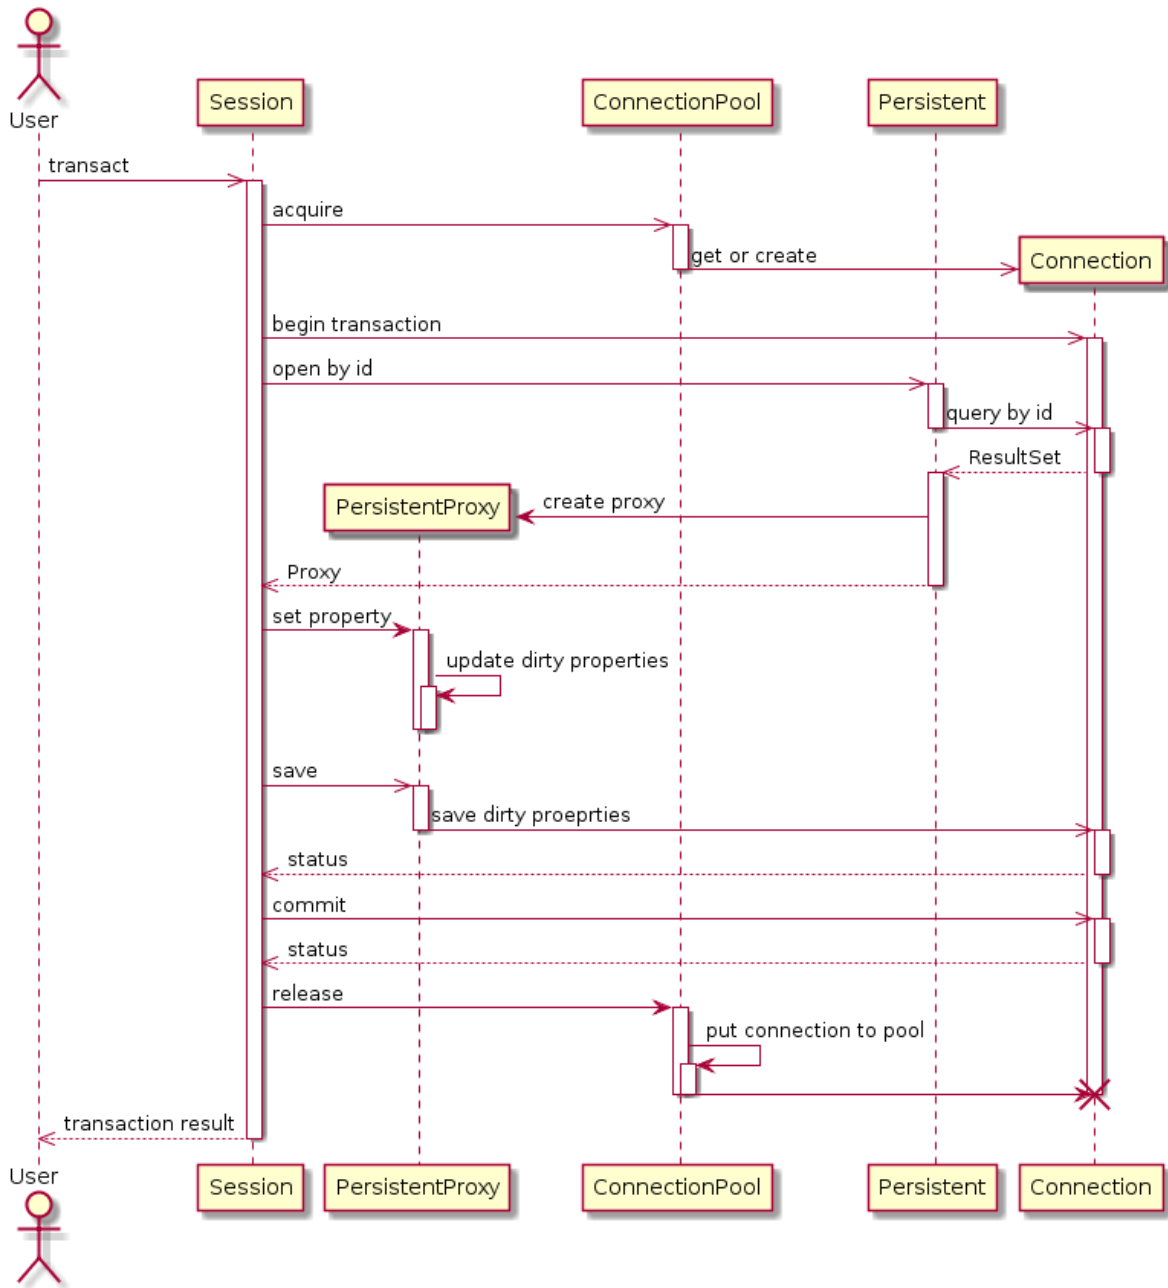 User
Session
ConnectionPool
Persistent
transact
acquire
get or create
Connection
begin transaction
open by id
query by id
ResultSet
PersistentProxy
create proxy
Proxy
set property
update dirty properties
save
save dirty proeprties
status
commit
status
release
put connection to pool
transaction result
User
Session
PersistentProxy
ConnectionPool
Persistent
Connection